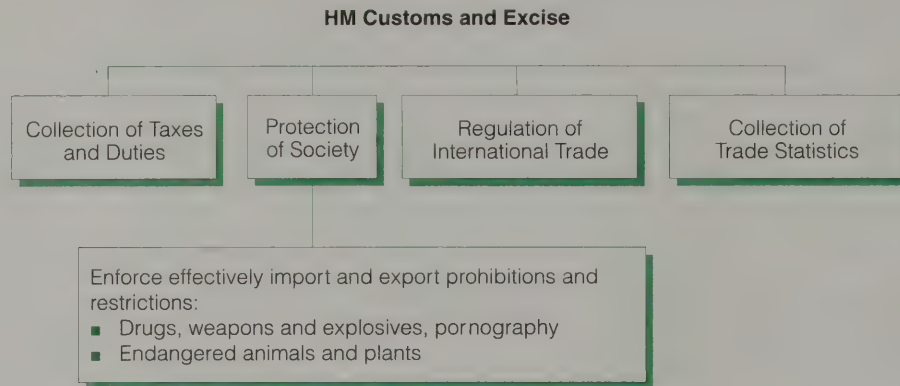 HM Customs and Excise
Collection of Taxes
and Duties
Protection
of Society
Regulation of
International Trade
Collection of
Trade Statistics
Enforce effectively import and export prohibitions and
restrictions:
■ Drugs, weapons and explosives, pornography
■ Endangered animals and plants